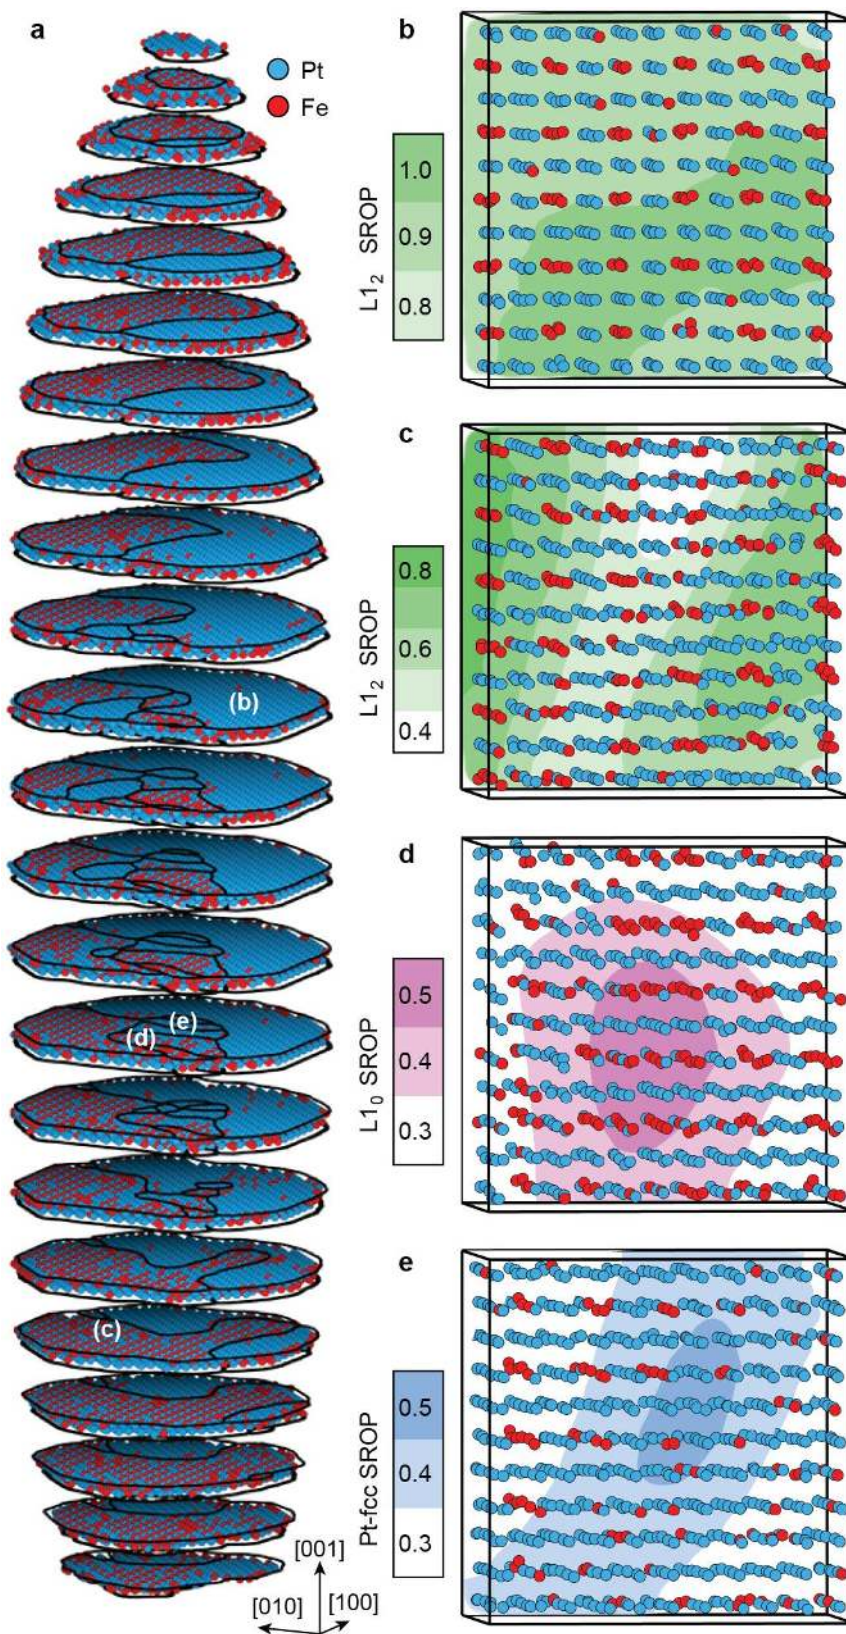 a
Pt
Fe
(b)
(e)
(d)
(c)
[001]
[010]
[100]
b
L1₂ SROP
1.0
0.9
0.8
c
L1₂ SROP
0.8
0.6
0.4
d
L1₀ SROP
0.5
0.4
0.3
e
Pt-fcc SROP
0.5
0.4
0.3